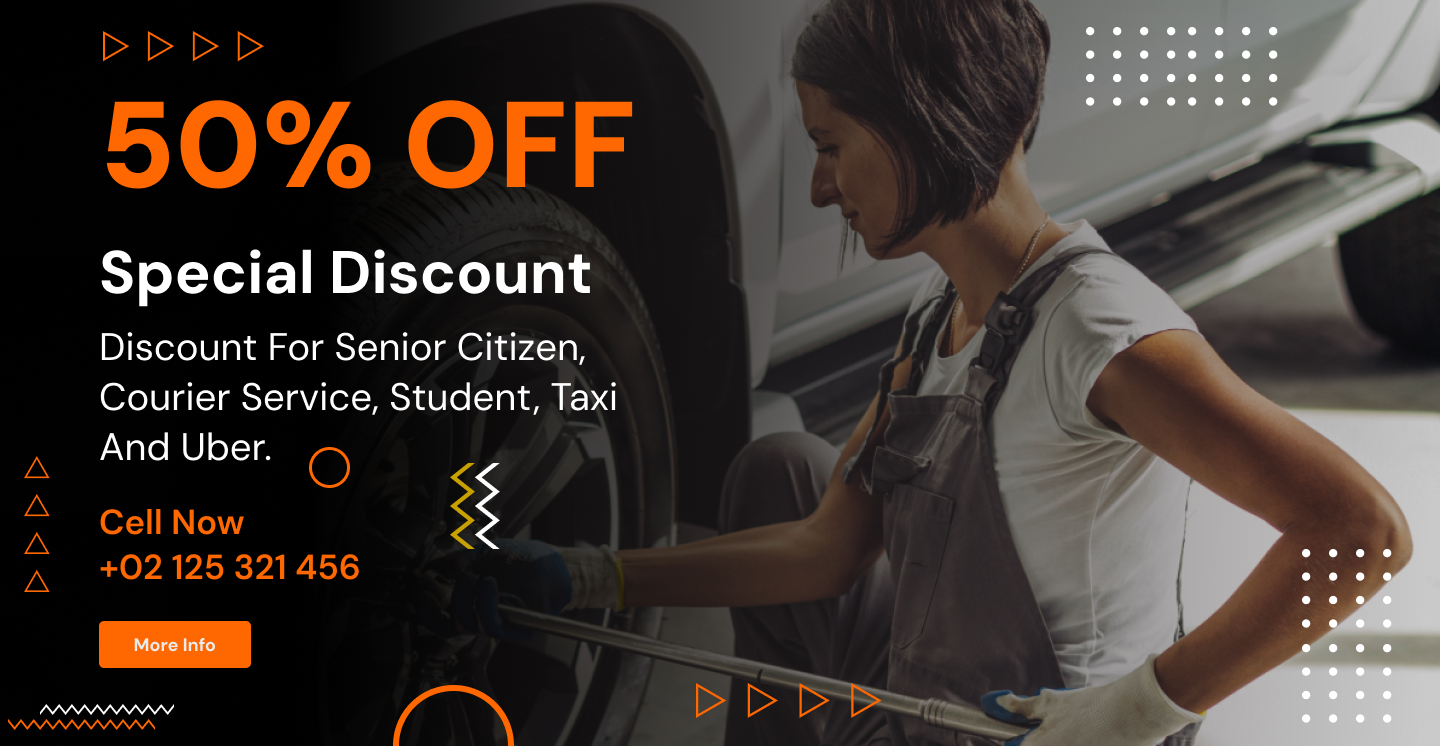 50% OFF
Special Discount
Discount For Senior Citizen,
Courier Service, Student, Taxi
And Uber.
Cell Now
+02 125 321 456
More Info